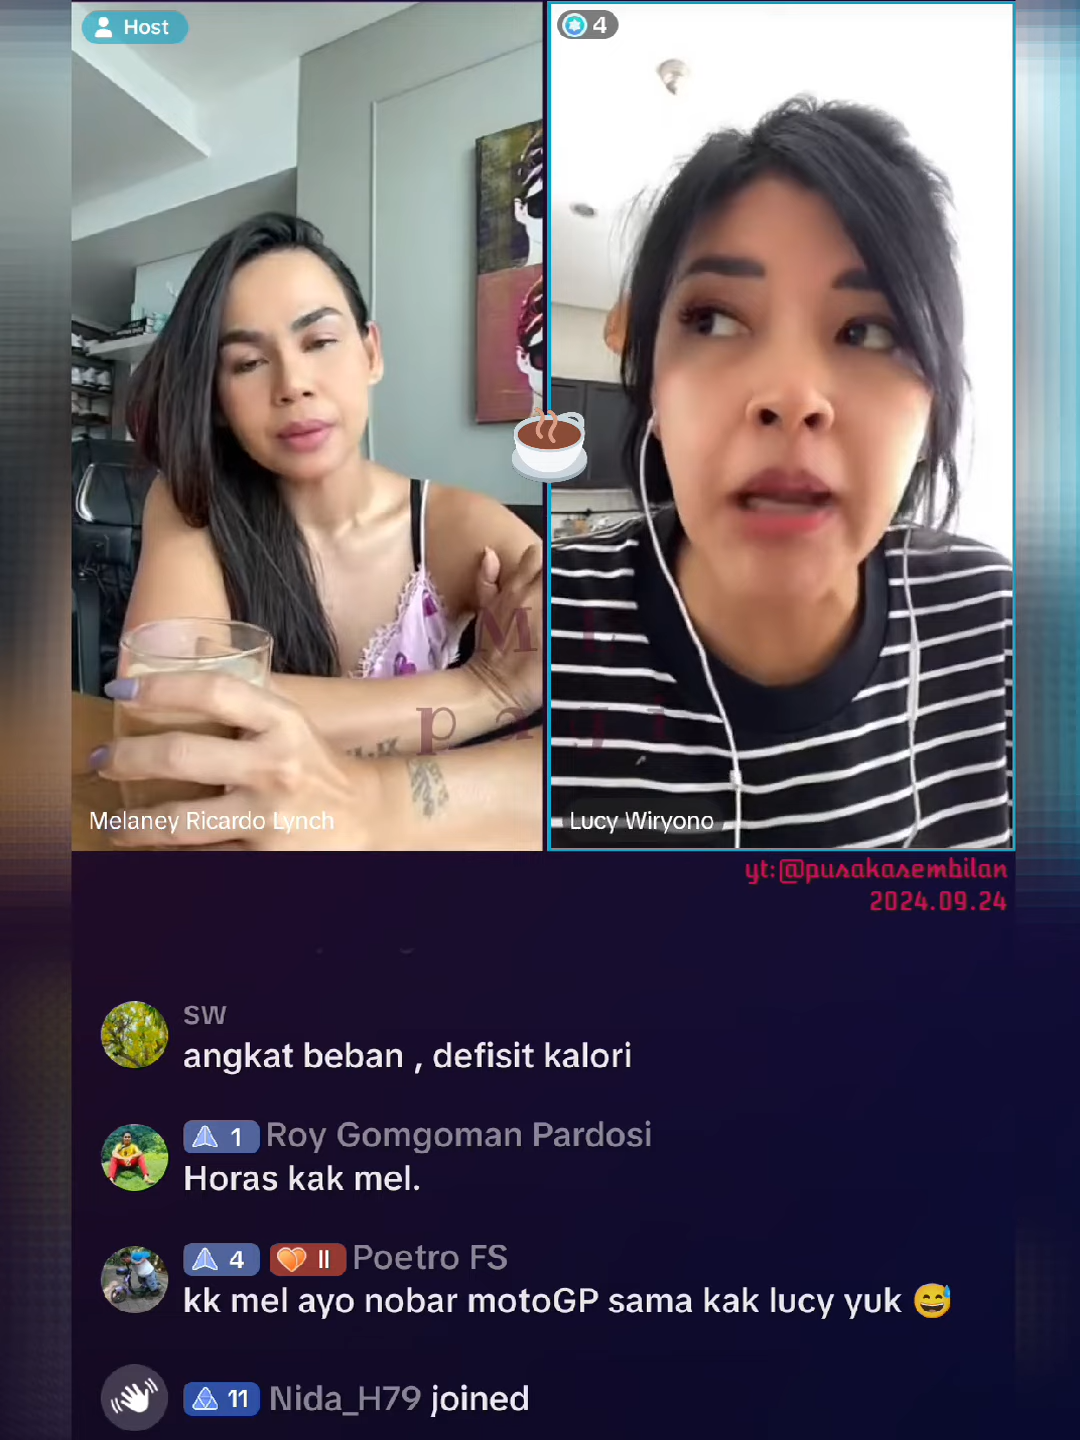 Host
4
M u
p a g i
Melaney Ricardo Lynch
Lucy Wiryono
yt:@pusakasembilan
2024.09.24
sw
angkat beban , defisit kalori
1 Roy Gomgoman Pardosi
Horas kak mel.
4 II Poetro FS
kk mel ayo nobar motoGP sama kak lucy yuk 😅
11 Nida_H79 joined